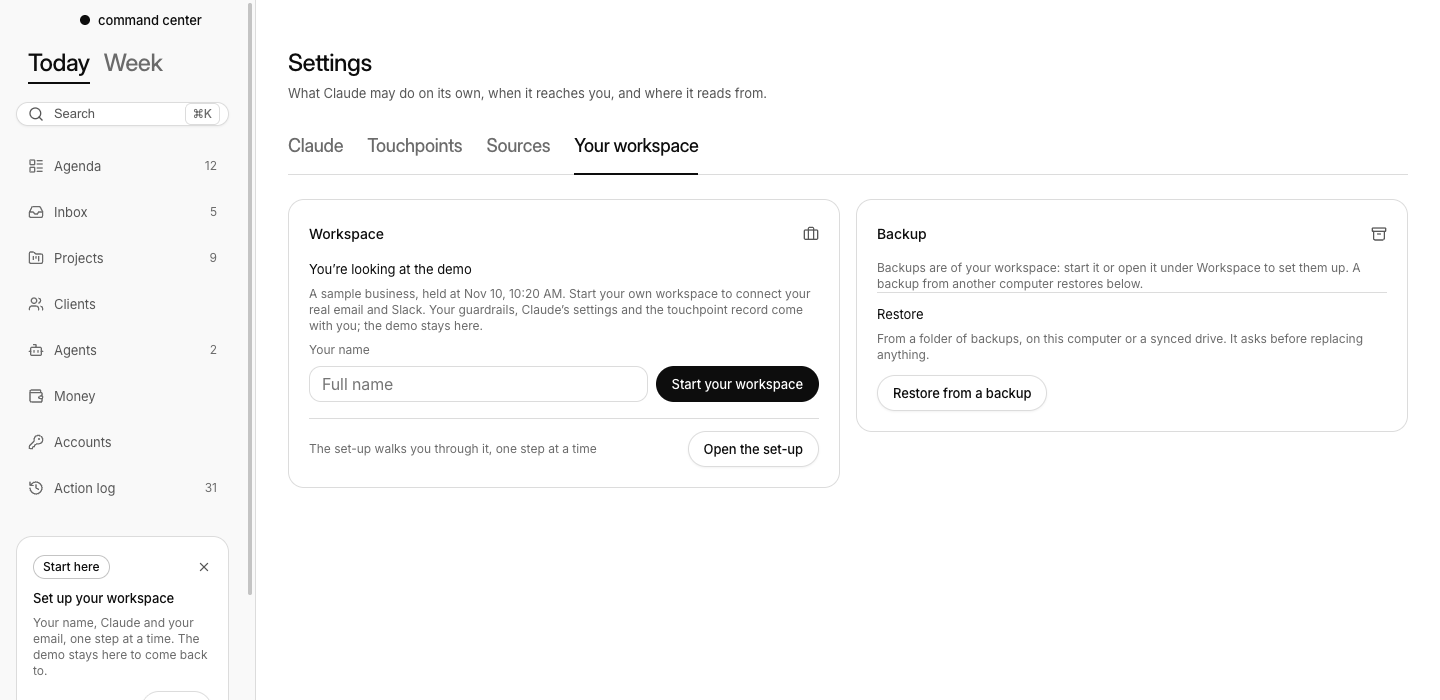 command center
Today Week
Search ⌘K
Agenda 12
Inbox 5
Projects 9
Clients
Agents 2
Money
Accounts
Action log 31
Start here
Set up your workspace
Your name, Claude and your
email, one step at a time. The
demo stays here to come back
to.
Settings
What Claude may do on its own, when it reaches you, and where it reads from.
Claude Touchpoints Sources Your workspace
Workspace
You’re looking at the demo
A sample business, held at Nov 10, 10:20 AM. Start your own workspace to connect your
real email and Slack. Your guardrails, Claude’s settings and the touchpoint record come
with you; the demo stays here.
Your name
Full name
Start your workspace
The set-up walks you through it, one step at a time
Open the set-up
Backup
Backups are of your workspace: start it or open it under Workspace to set them up. A
backup from another computer restores below.
Restore
From a folder of backups, on this computer or a synced drive. It asks before replacing
anything.
Restore from a backup